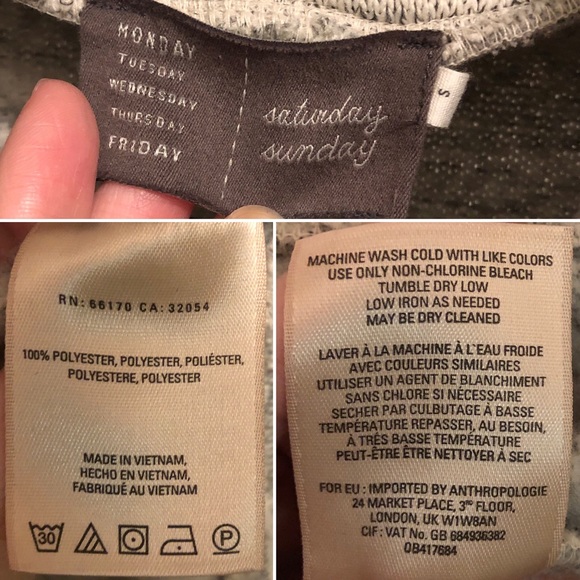 MONDAY
TUESDAY
WEDNESDAY
THURSDAY
FRIDAY
saturday
sunday
S
RN: 66170 CA: 32054
100% POLYESTER, POLYESTER, POLIÉSTER,
POLYESTERE, POLYESTER
MADE IN VIETNAM,
HECHO EN VIETNAM,
FABRIQUÉ AU VIETNAM
30
P
MACHINE WASH COLD WITH LIKE COLORS
USE ONLY NON-CHLORINE BLEACH
TUMBLE DRY LOW
LOW IRON AS NEEDED
MAY BE DRY CLEANED
LAVER À LA MACHINE À L'EAU FROIDE
AVEC COULEURS SIMILAIRES
UTILISER UN AGENT DE BLANCHIMENT
SANS CHLORE SI NÉCESSAIRE
SECHER PAR CULBUTAGE À BASSE
TEMPÉRATURE REPASSER, AU BESOIN,
À TRÈS BASSE TEMPÉRATURE
PEUT-ÊTRE ÊTRE NETTOYER À SEC
FOR EU : IMPORTED BY ANTHROPOLOGIE
24 MARKET PLACE, 3RD FLOOR,
LONDON, UK W1W8AN
CIF : VAT No. GB 684936382
0B417684